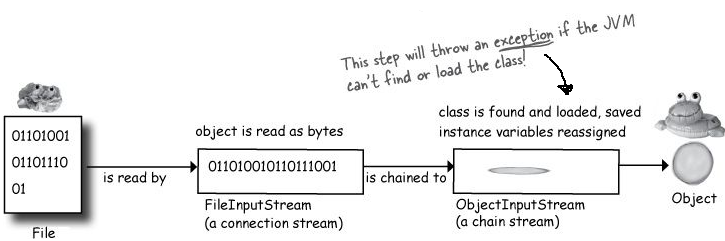 This step will throw an exception if the JVM
can't find or load the class!
class is found and loaded, saved
instance variables reassigned
object is read as bytes
01101001
01101110
01
is read by
011010010110111001
is chained to
FileInputStream
(a connection stream)
ObjectInputStream
(a chain stream)
Object
File